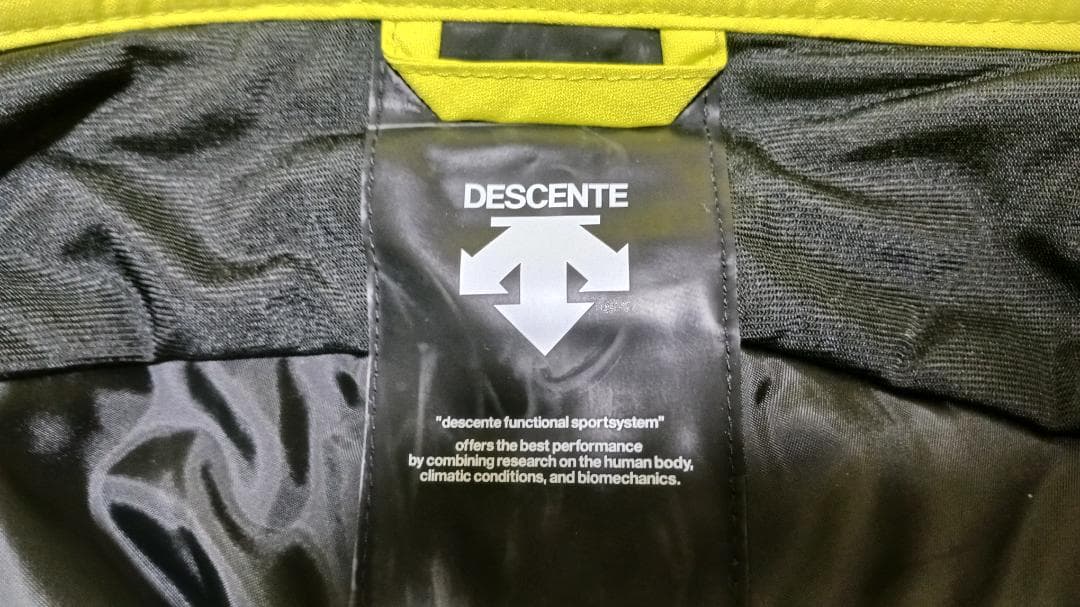 DESCENTE
"descente functional sportsystem"
offers the best performance
by combining research on the human body,
climatic conditions, and biomechanics.